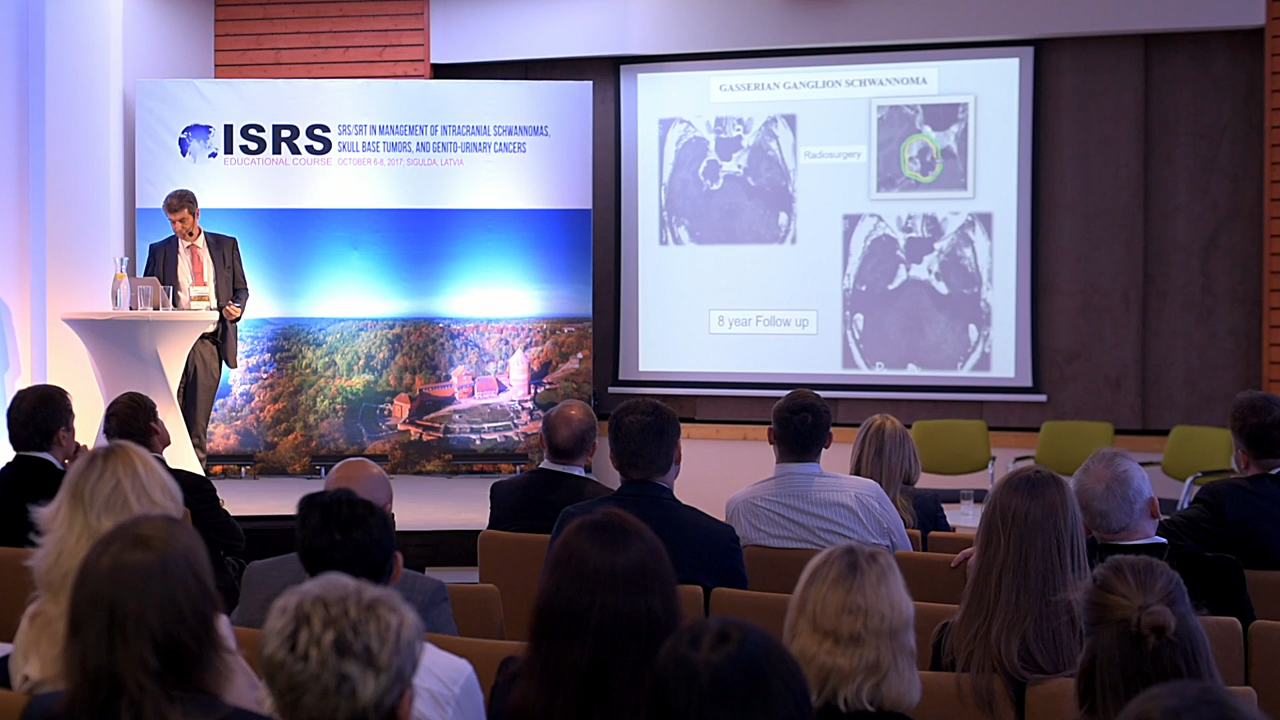 ISRS
EDUCATIONAL COURSE
SRS/SRT IN MANAGEMENT OF INTRACRANIAL SCHWANNOMAS,
SKULL BASE TUMORS, AND GENITO-URINARY CANCERS
OCTOBER 6-8, 2017; SIGULDA, LATVIA
GASSERIAN GANGLION SCHWANNOMA
Radiosurgery
8 year Follow up